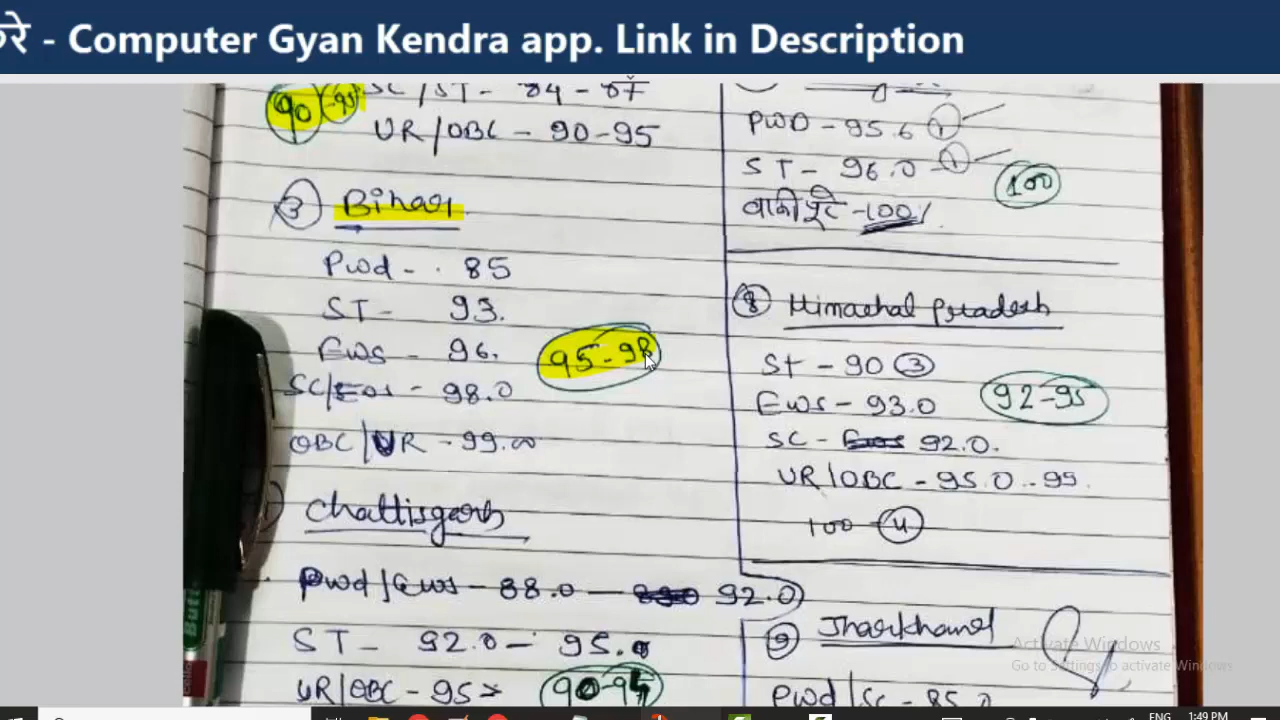 रे - Computer Gyan Kendra app. Link in Description
90 -95 SC/ST - 84 - 87
UR/OBC - 90-95
3 Bihar
Pwd - 85
ST - 93.
EWS - 96.
95-98
SC/EWS - 98.0
OBC/UR - 99.00
Chattisgarh
Pwd/EWS - 88.0 - 92.0
ST - 92.0 - 95.0
UR/OBC - 95>
90-95
PWD - 95.6 1
ST - 96.0 - 1
100
बाकी पूरे - 100%
8 Himachal Pradesh
St - 90 3
EWS - 93.0
92-95
SC - 92.0.
UR/OBC - 95.0 - 99
100 - 4
9 Jharkhand
Pwd/SC - 85.0
Activate Windows
Go to Settings to activate Windows.
ENG 1:49 PM